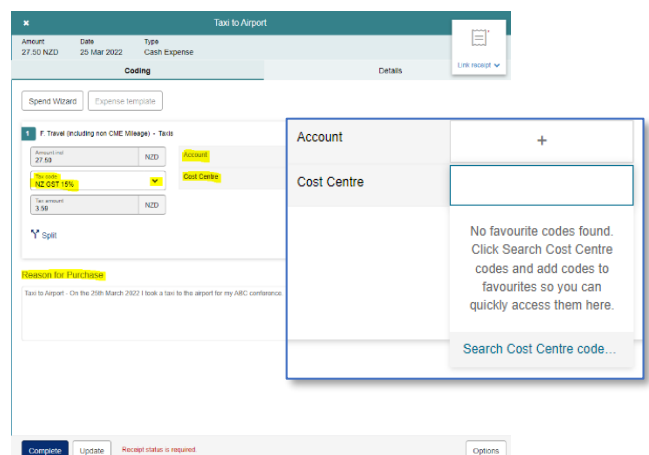 × Taxi to Airport
Amount Date Type
27.50 NZD 25 Mar 2022 Cash Expense
Link receipt
Coding Details
Spend Wizard Expense template
1 F. Travel (including non CME Mileage) - Taxis
Amount incl
27.50 NZD Account
Tax code
NZ GST 15% Cost Centre
Tax amount
3.59 NZD
Split
Reason for Purchase
Taxi to Airport - On the 25th March 2022 I took a taxi to the airport for my ABC conference.
Account +
Cost Centre
No favourite codes found.
Click Search Cost Centre
codes and add codes to
favourites so you can
quickly access them here.
Search Cost Centre code...
Complete Update Receipt status is required. Options